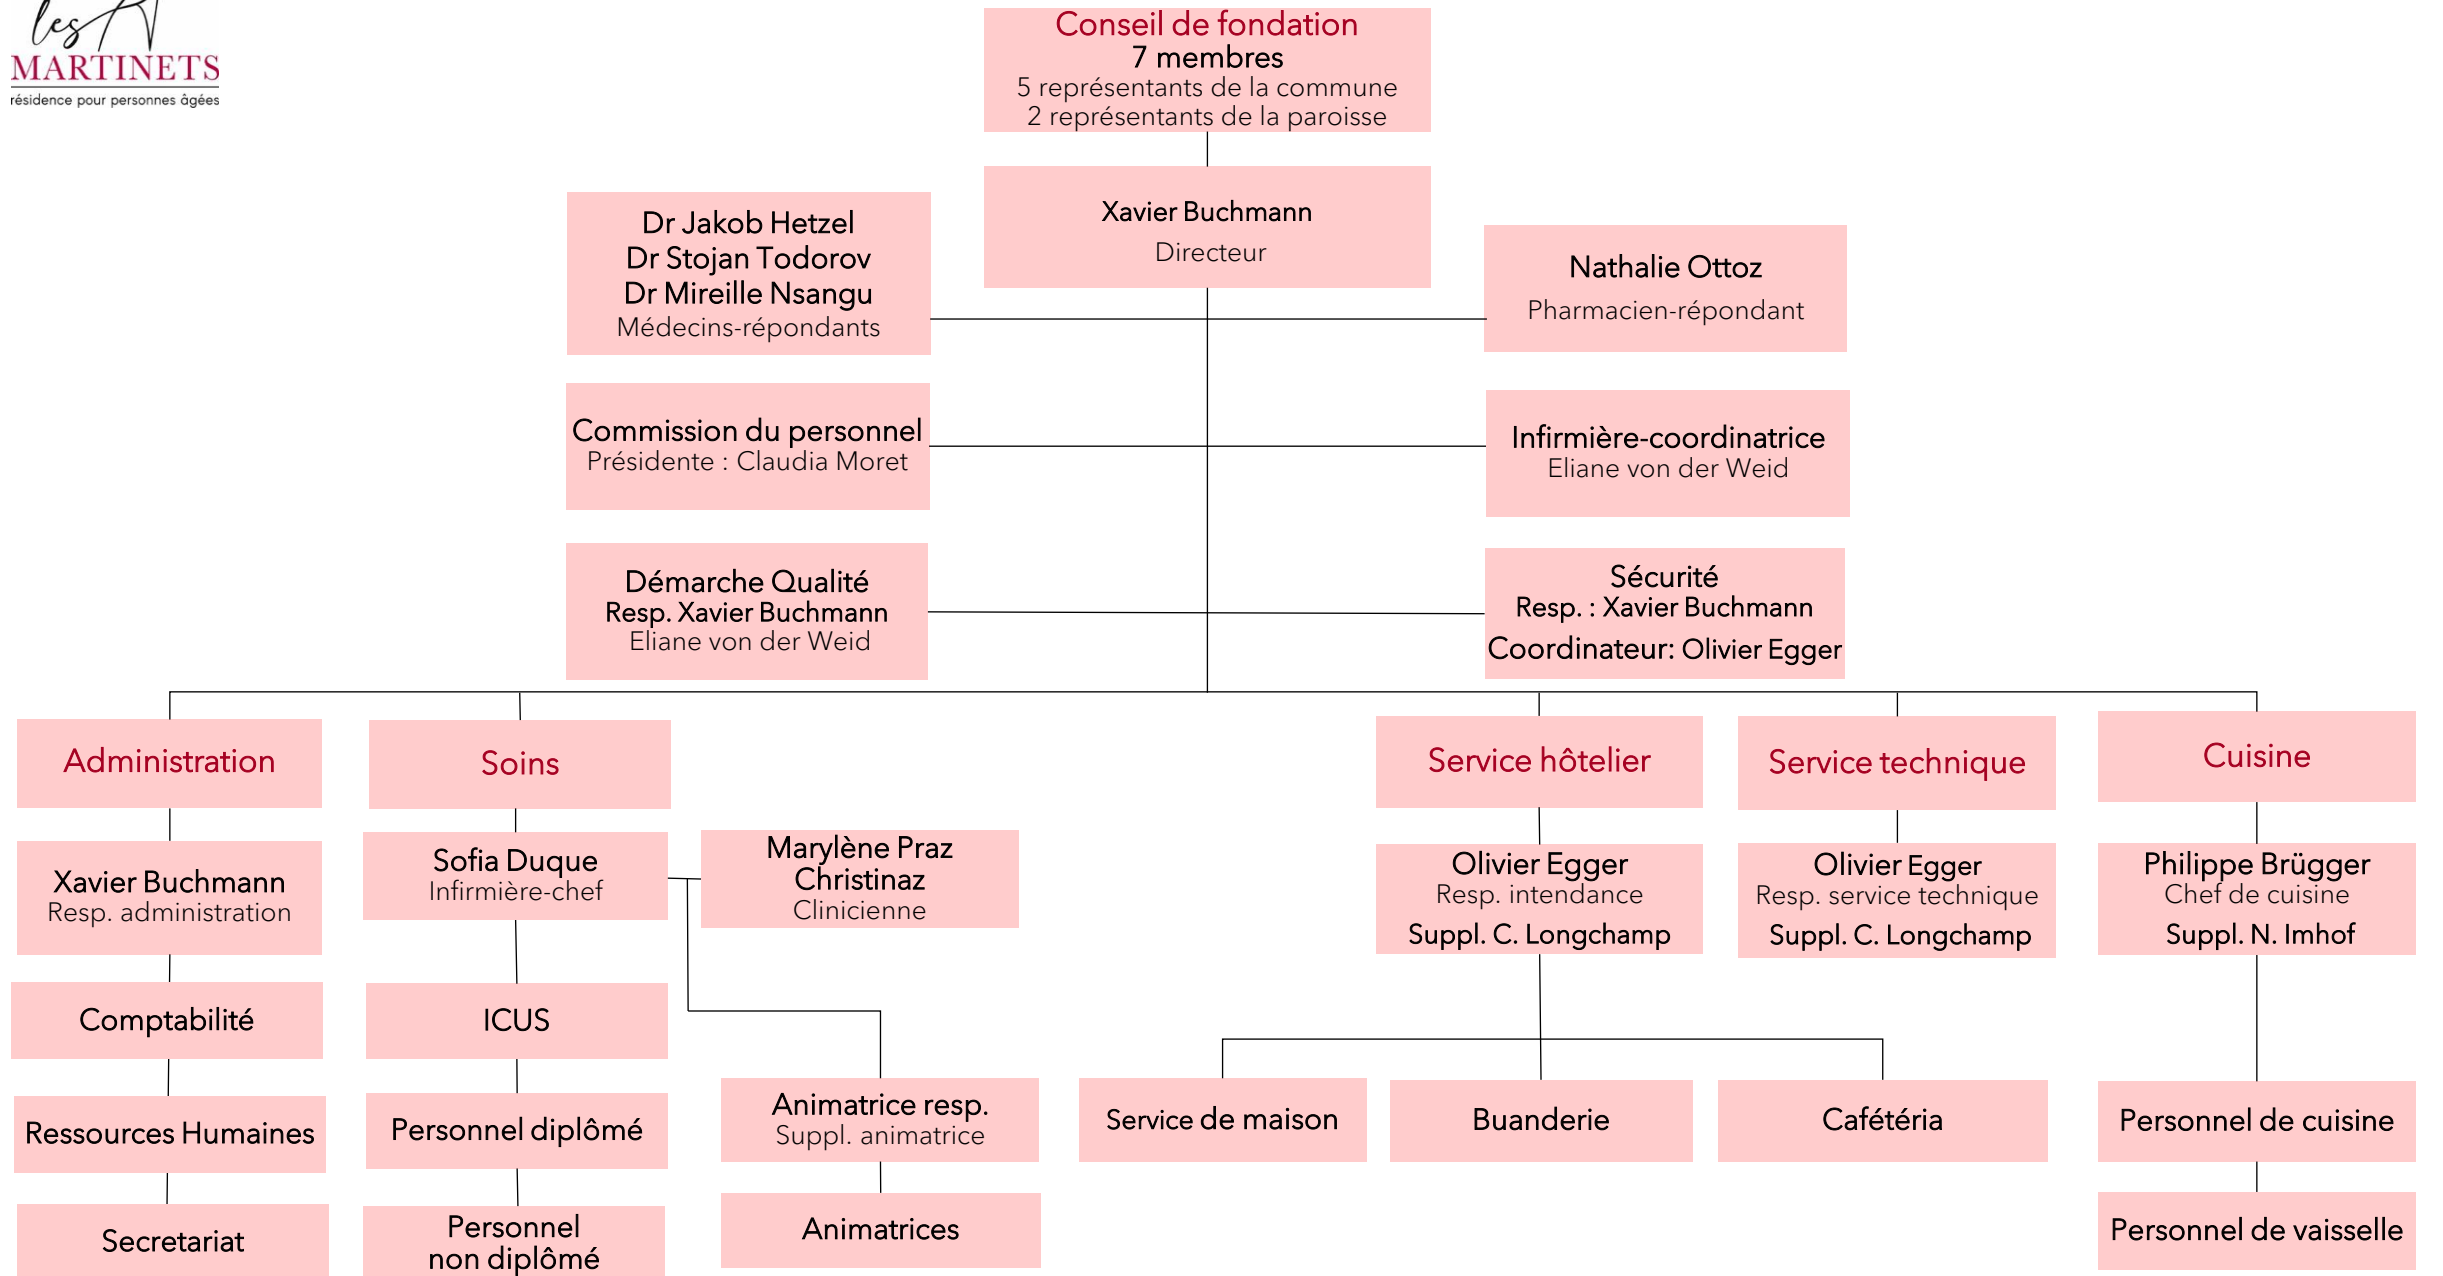 les
MARTINETS
résidence pour personnes âgées
Conseil de fondation
7 membres
5 représentants de la commune
2 représentants de la paroisse
Xavier Buchmann
Directeur
Dr Jakob Hetzel
Dr Stojan Todorov
Dr Mireille Nsangu
Médecins-répondants
Nathalie Ottoz
Pharmacien-répondant
Commission du personnel
Présidente : Claudia Moret
Infirmière-coordinatrice
Eliane von der Weid
Démarche Qualité
Resp. Xavier Buchmann
Eliane von der Weid
Sécurité
Resp. : Xavier Buchmann
Coordinateur: Olivier Egger
Administration
Soins
Service hôtelier
Service technique
Cuisine
Xavier Buchmann
Resp. administration
Sofia Duque
Infirmière-chef
Marylène Praz
Christinaz
Clinicienne
Olivier Egger
Resp. intendance
Suppl. C. Longchamp
Olivier Egger
Resp. service technique
Suppl. C. Longchamp
Philippe Brügger
Chef de cuisine
Suppl. N. Imhof
Comptabilité
ICUS
Ressources Humaines
Personnel diplômé
Animatrice resp.
Suppl. animatrice
Service de maison
Buanderie
Cafétéria
Personnel de cuisine
Secretariat
Personnel
non diplômé
Animatrices
Personnel de vaisselle